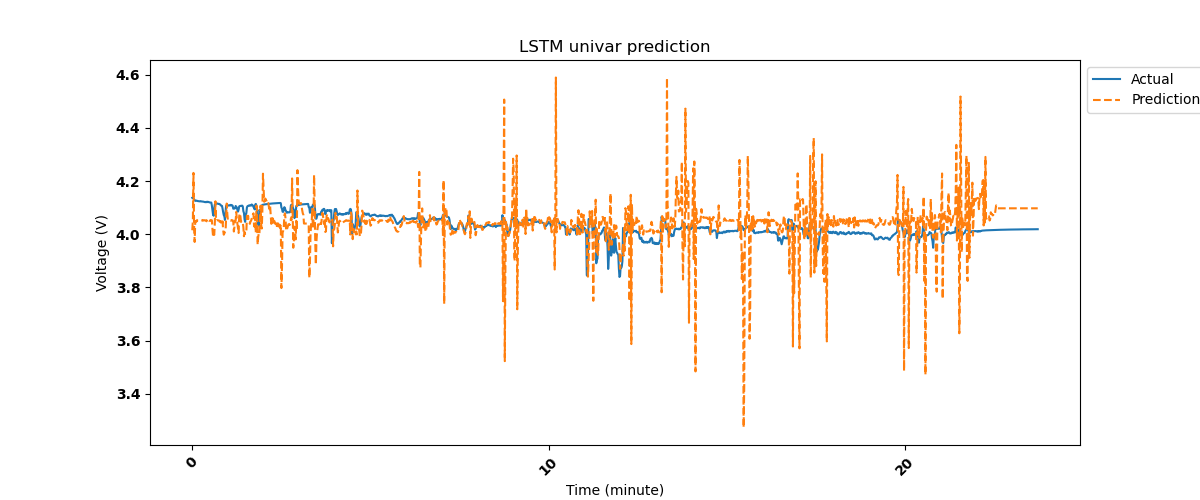 LSTM univar prediction
4.6
4.4
4.2
4.0
3.8
3.6
3.4
Voltage (V)
0
10
20
Time (minute)
Actual
Prediction